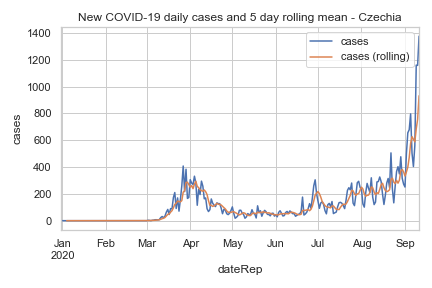 New COVID-19 daily cases and 5 day rolling mean - Czechia
cases
cases (rolling)
1400
1200
1000
800
600
400
200
0
cases
Jan Feb Mar Apr May Jun Jul Aug Sep
2020
dateRep